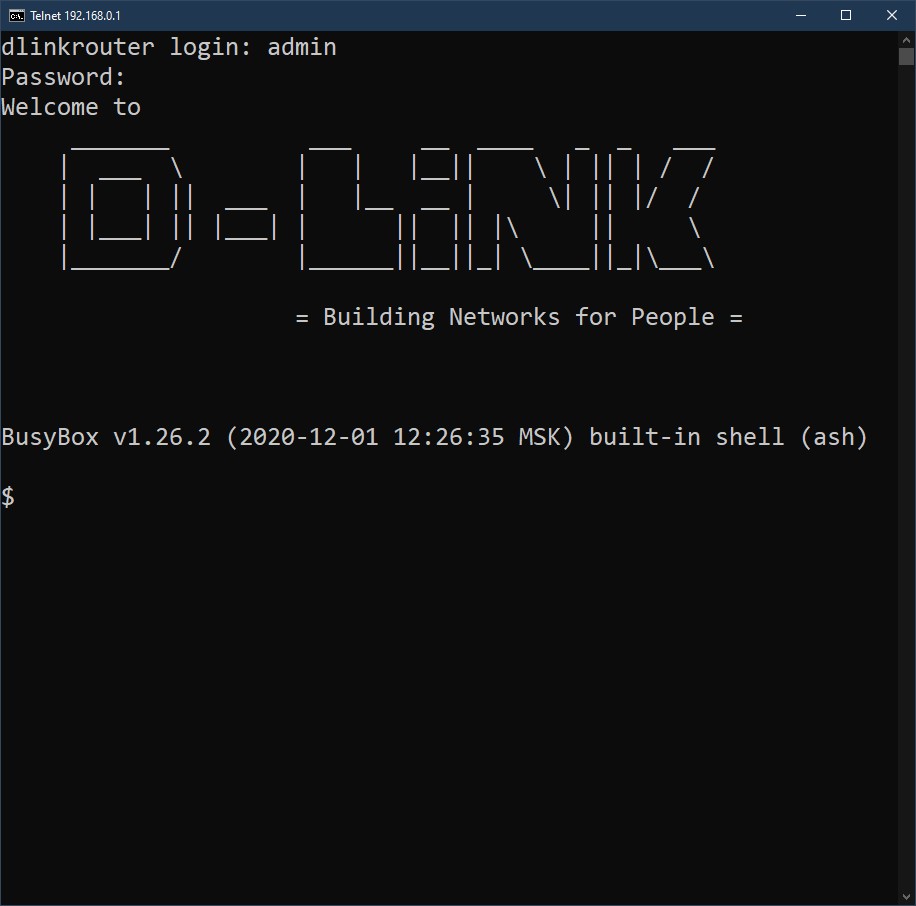 Telnet 192.168.0.1
dlinkrouter login: admin
Password:
Welcome to
D-LiNK
= Building Networks for People =
BusyBox v1.26.2 (2020-12-01 12:26:35 MSK) built-in shell (ash)
$